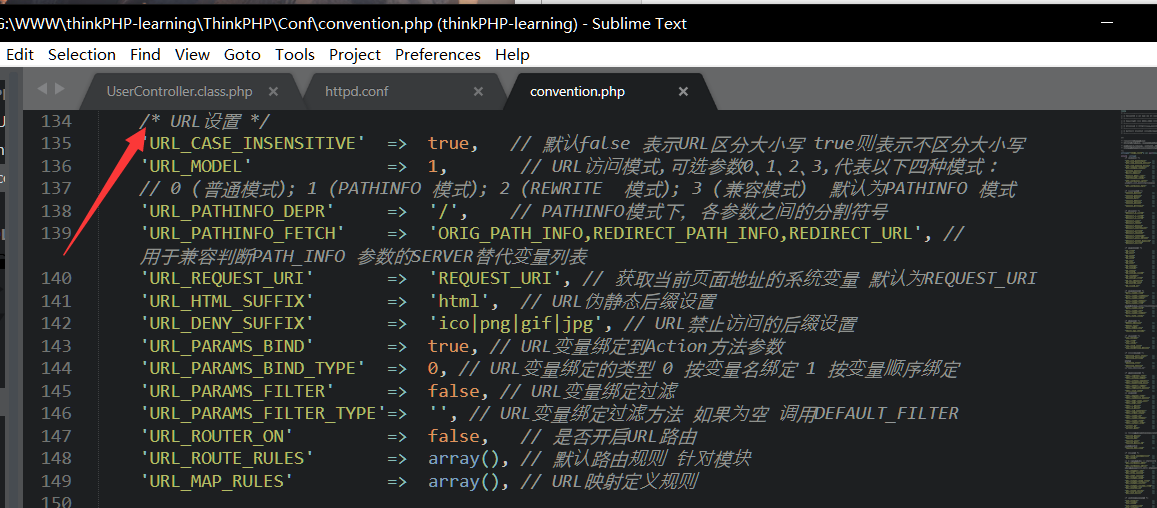 G:\WWW\thinkPHP-learning\ThinkPHP\Conf\convention.php (thinkPHP-learning) - Sublime Text
Edit Selection Find View Goto Tools Project Preferences Help
UserController.class.php × httpd.conf × convention.php ×
134 /* URL设置 */
135 'URL_CASE_INSENSITIVE' => true, // 默认false 表示URL区分大小写 true则表示不区分大小写
136 'URL_MODEL' => 1, // URL访问模式,可选参数0、1、2、3,代表以下四种模式：
137 // 0 (普通模式); 1 (PATHINFO 模式); 2 (REWRITE 模式); 3 (兼容模式) 默认为PATHINFO 模式
138 'URL_PATHINFO_DEPR' => '/', // PATHINFO模式下，各参数之间的分割符号
139 'URL_PATHINFO_FETCH' => 'ORIG_PATH_INFO,REDIRECT_PATH_INFO,REDIRECT_URL', //
用于兼容判断PATH_INFO 参数的SERVER替代变量列表
140 'URL_REQUEST_URI' => 'REQUEST_URI', // 获取当前页面地址的系统变量 默认为REQUEST_URI
141 'URL_HTML_SUFFIX' => 'html', // URL伪静态后缀设置
142 'URL_DENY_SUFFIX' => 'ico|png|gif|jpg', // URL禁止访问的后缀设置
143 'URL_PARAMS_BIND' => true, // URL变量绑定到Action方法参数
144 'URL_PARAMS_BIND_TYPE' => 0, // URL变量绑定的类型 0 按变量名绑定 1 按变量顺序绑定
145 'URL_PARAMS_FILTER' => false, // URL变量绑定过滤
146 'URL_PARAMS_FILTER_TYPE'=> '', // URL变量绑定过滤方法 如果为空 调用DEFAULT_FILTER
147 'URL_ROUTER_ON' => false, // 是否开启URL路由
148 'URL_ROUTE_RULES' => array(), // 默认路由规则 针对模块
149 'URL_MAP_RULES' => array(), // URL映射定义规则
150